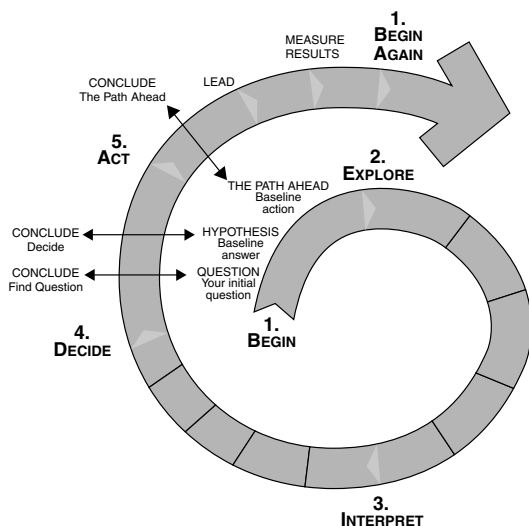 1.
BEGIN
AGAIN
MEASURE
RESULTS
LEAD
CONCLUDE
The Path Ahead
5.
ACT
2.
EXPLORE
THE PATH AHEAD
Baseline
action
CONCLUDE
Decide
HYPOTHESIS
Baseline
answer
CONCLUDE
Find Question
QUESTION
Your initial
question
1.
BEGIN
4.
DECIDE
3.
INTERPRET